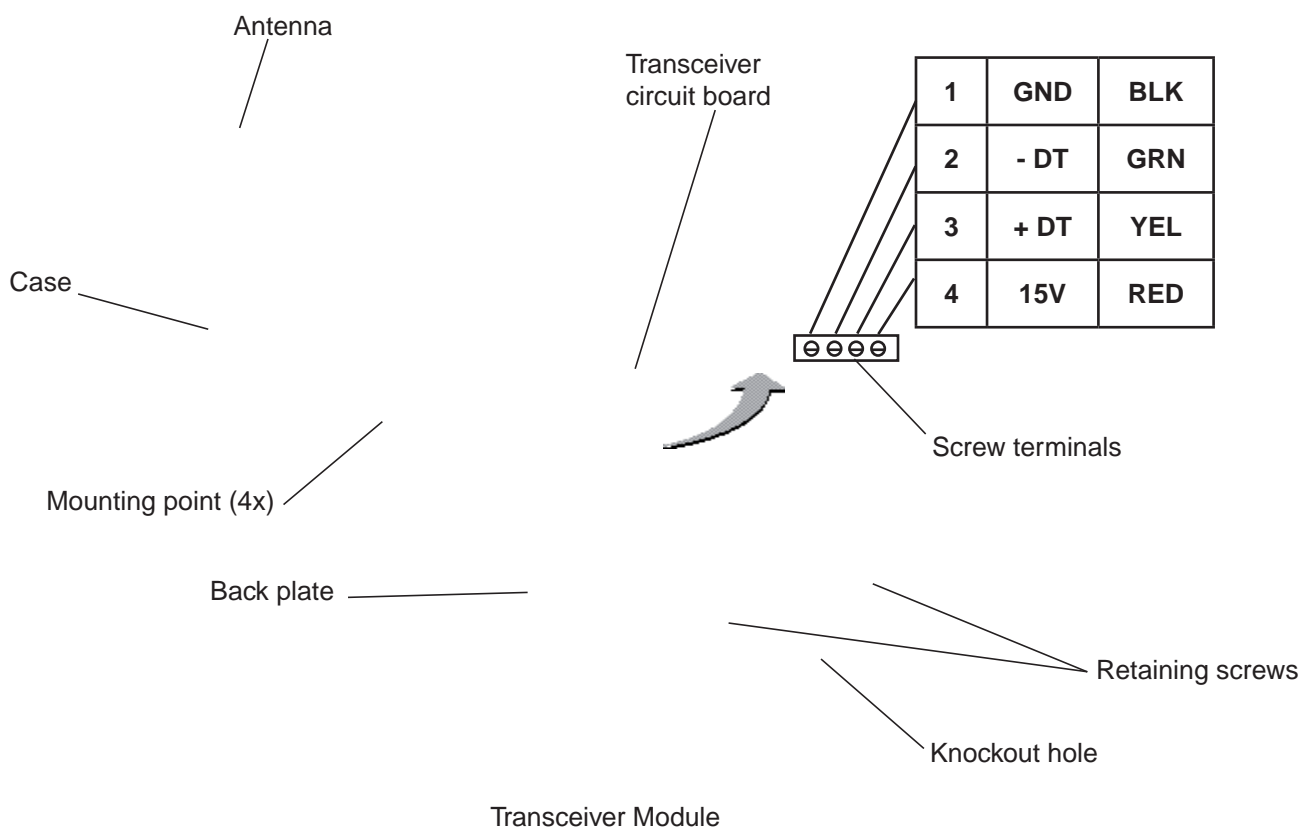 Antenna
Transceiver
circuit board
1 GND BLK
2 - DT GRN
3 + DT YEL
4 15V RED
Case
Screw terminals
Mounting point (4x)
Back plate
Retaining screws
Knockout hole
Transceiver Module